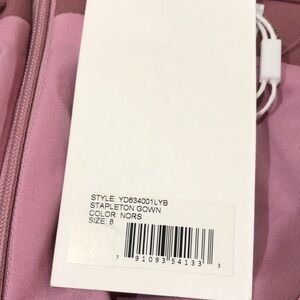 STYLE: YD634001LYB
STAPLETON GOWN
COLOR: NORS
SIZE: 8
7 91093 54133 3